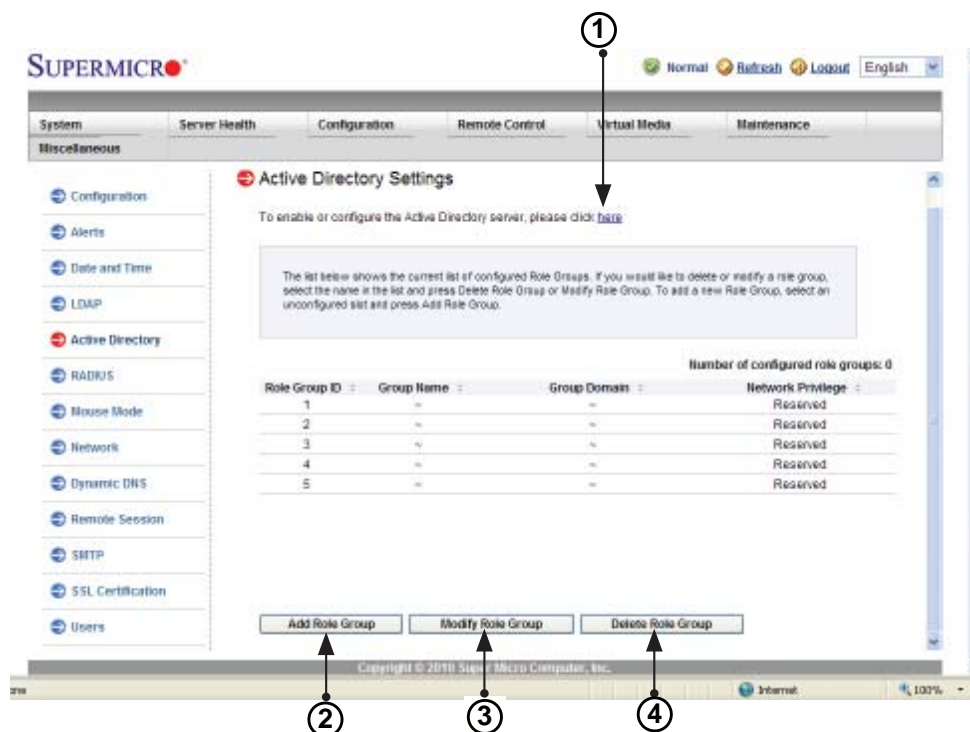 1
SUPERMICRO
Normal Refresh Logout English
System Server Health Configuration Remote Control Virtual Media Maintenance
Miscellaneous
Configuration
Alerts
Date and Time
LDAP
Active Directory
RADIUS
Mouse Mode
Network
Dynamic DNS
Remote Session
SMTP
SSL Certification
Users
Active Directory Settings
To enable or configure the Active Directory server, please click here
The list below shows the current list of configured Role Groups. If you would like to delete or modify a role group,
select the name in the list and press Delete Role Group or Modify Role Group. To add a new Role Group, select an
unconfigured slot and press Add Role Group.
Number of configured role groups: 0
Role Group ID Group Name Group Domain Network Privilege
1 ~ ~ Reserved
2 ~ ~ Reserved
3 ~ ~ Reserved
4 ~ ~ Reserved
5 ~ ~ Reserved
Add Role Group Modify Role Group Delete Role Group
Copyright © 2010 Super Micro Computer, Inc.
Internet 100%
2 3 4